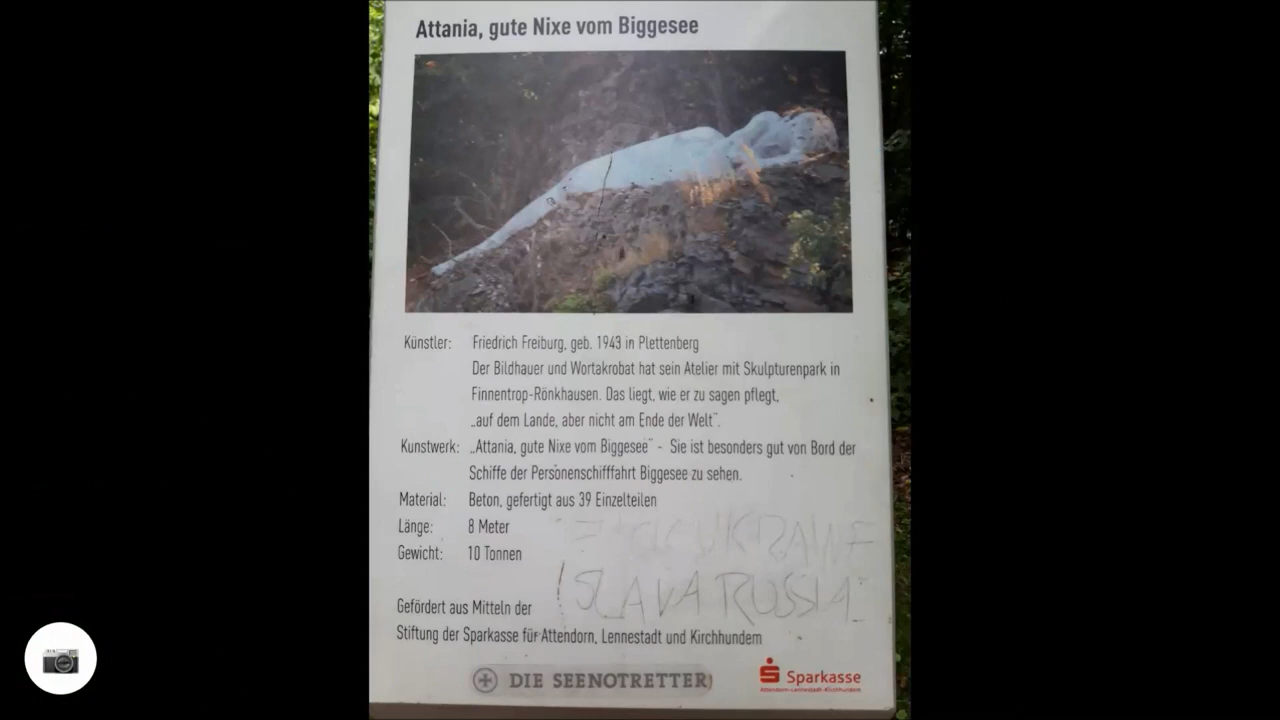 Attania, gute Nixe vom Biggesee
Künstler: Friedrich Freiburg, geb. 1943 in Plettenberg
Der Bildhauer und Wortakrobat hat sein Atelier mit Skulpturenpark in
Finnentrop-Rönkhausen. Das liegt, wie er zu sagen pflegt,
„auf dem Lande, aber nicht am Ende der Welt“.
Kunstwerk: „Attania, gute Nixe vom Biggesee“ - Sie ist besonders gut von Bord der
Schiffe der Personenschifffahrt Biggesee zu sehen.
Material: Beton, gefertigt aus 39 Einzelteilen
Länge: 8 Meter
Gewicht: 10 Tonnen
UKRAINE
SLAVA RUSSIA
Gefördert aus Mitteln der
Stiftung der Sparkasse für Attendorn, Lennestadt und Kirchhundem
DIE SEENOTRETTER
Sparkasse
Attendorn-Lennestadt-Kirchhundem